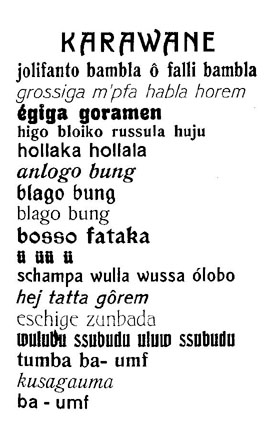 KARAWANE
jolifanto bambla ô falli bambla
grossiga m'pfa habla horem
égiga goramen
higo bloiko russula huju
hollaka hollala
anlogo bung
blago bung
blago bung
bosso fataka
ü üü ü
schampa wulla wussa ólobo
hej tatta gôrem
eschige zunbada
wulubu ssubudu uluw ssubudu
tumba ba- umf
kusagauma
ba - umf